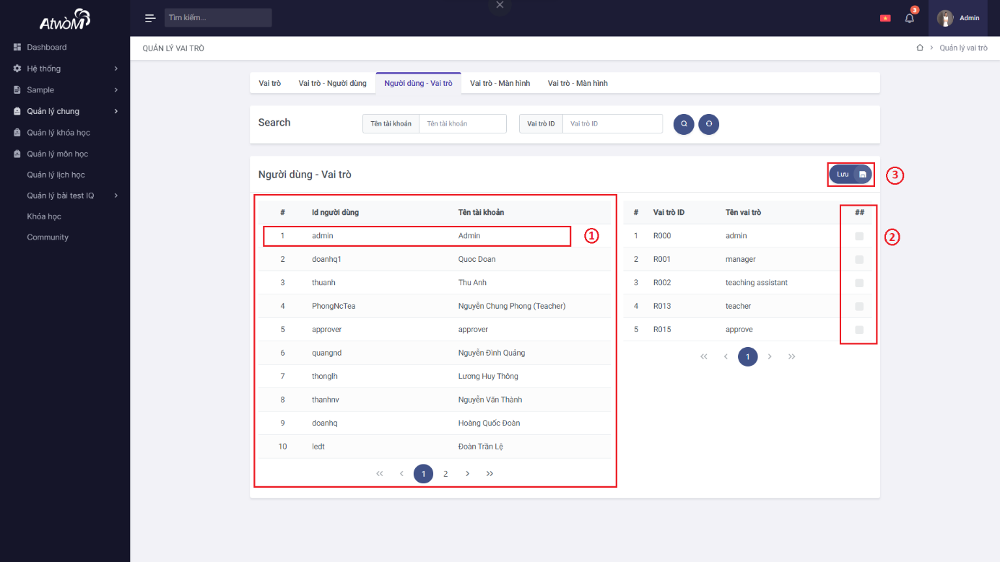 AtwòM
Tìm kiếm...
3
Admin
Dashboard
Hệ thống
Sample
Quản lý chung
Quản lý khóa học
Quản lý môn học
Quản lý lịch học
Quản lý bài test IQ
Khóa học
Community
QUẢN LÝ VAI TRÒ
Quản lý vai trò
Vai trò
Vai trò - Người dùng
Người dùng - Vai trò
Vai trò - Màn hình
Vai trò - Màn hình
Search
Tên tài khoản
Tên tài khoản
Vai trò ID
Vai trò ID
Người dùng - Vai trò
Lưu
3
# Id người dùng Tên tài khoản
1 admin Admin
1
2 doanhq1 Quoc Doan
3 thuanh Thu Anh
4 PhongNcTea Nguyễn Chung Phong (Teacher)
5 approver approver
6 quangnd Nguyễn Đình Quảng
7 thonglh Lương Huy Thông
8 thanhnv Nguyễn Văn Thành
9 doanhq Hoàng Quốc Đoàn
10 ledt Đoàn Trần Lệ
« ‹ 1 2 › »
# Vai trò ID Tên vai trò ##
1 R000 admin
2
2 R001 manager
3 R002 teaching assistant
4 R013 teacher
5 R015 approve
« ‹ 1 › »